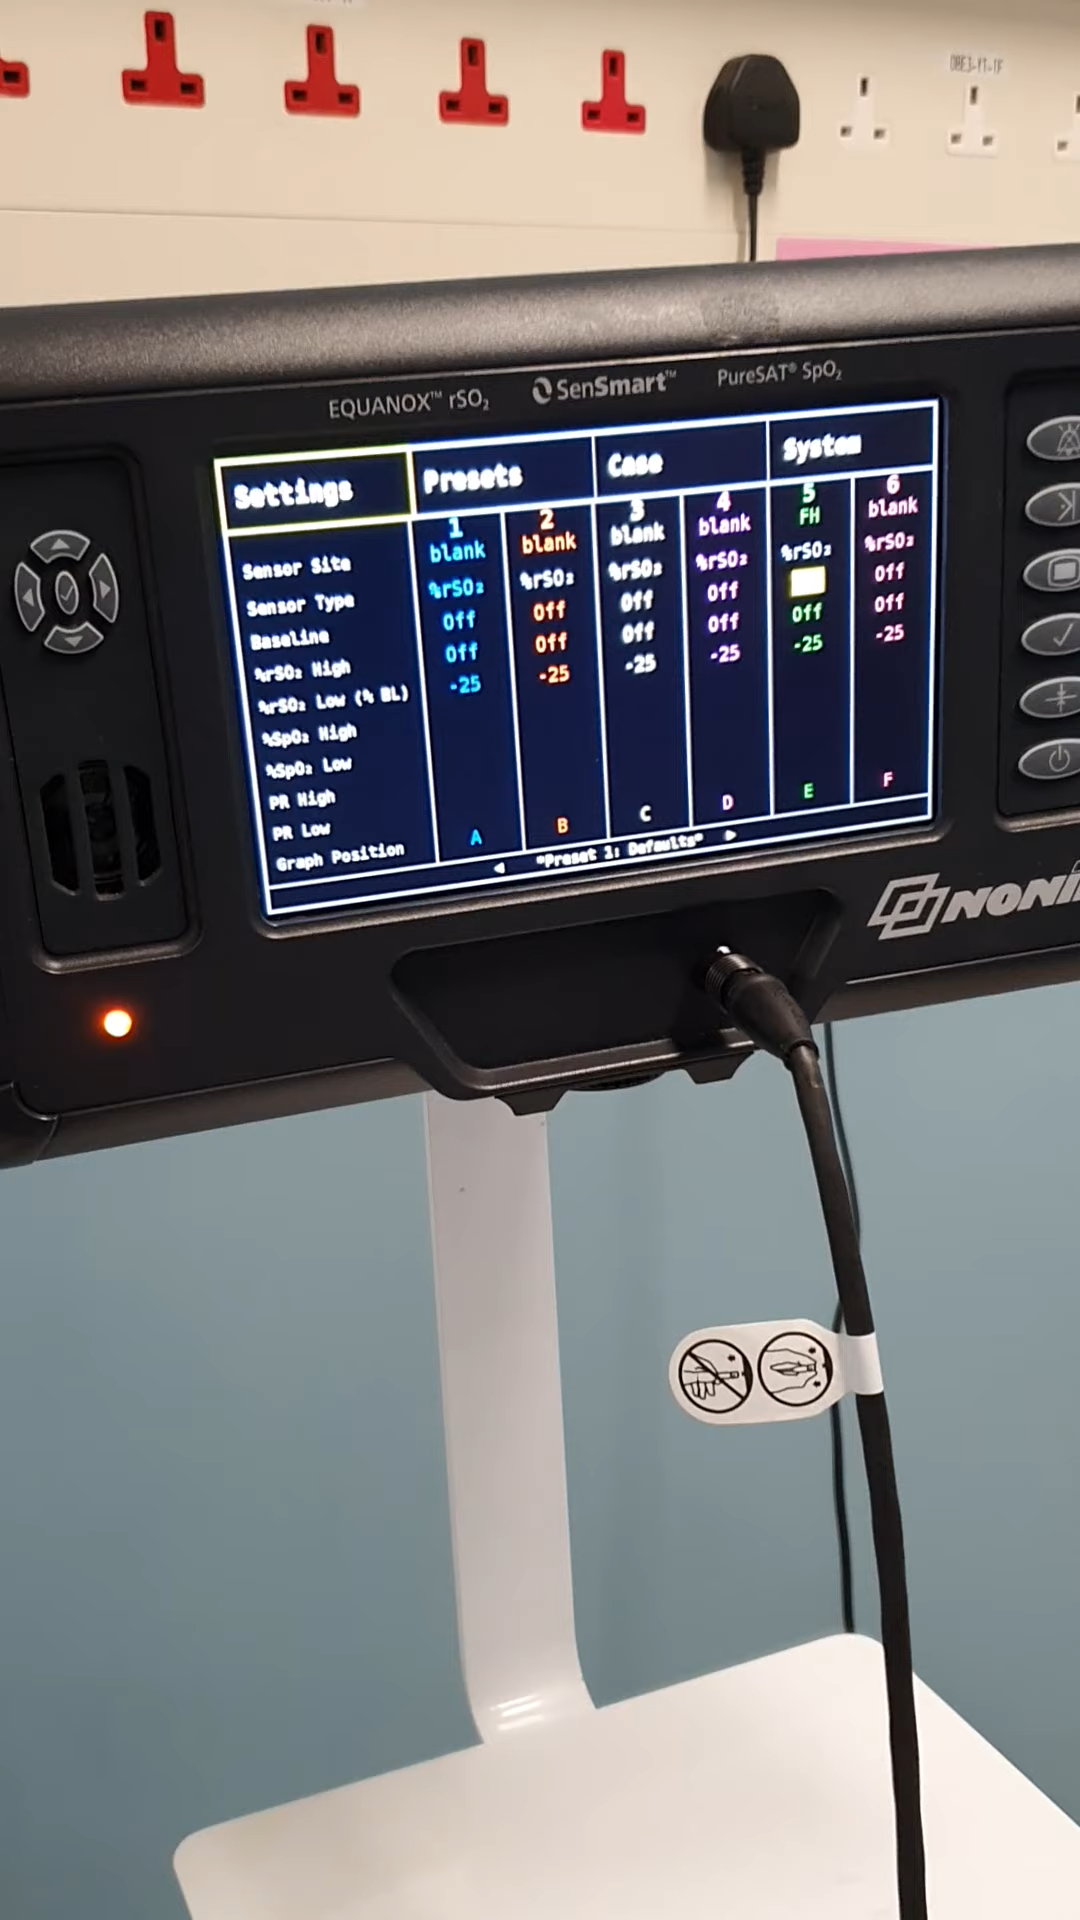 OBE3-Y1-1F
EQUANOX™ rSO₂ SenSmart™ PureSAT® SpO₂
Settings Presets Case System
1 2 3 4 5 6
Sensor Site blank blank blank blank FH blank
Sensor Type %rSO₂ %rSO₂ %rSO₂ %rSO₂ %rSO₂ %rSO₂
Baseline Off Off Off Off Off
%rSO₂ High Off Off Off Off Off Off
%rSO₂ Low (% BL) -25 -25 -25 -25 -25 -25
%SpO₂ High
%SpO₂ Low
PR High
PR Low
Graph Position A B C D E F
"Preset 1: Defaults"